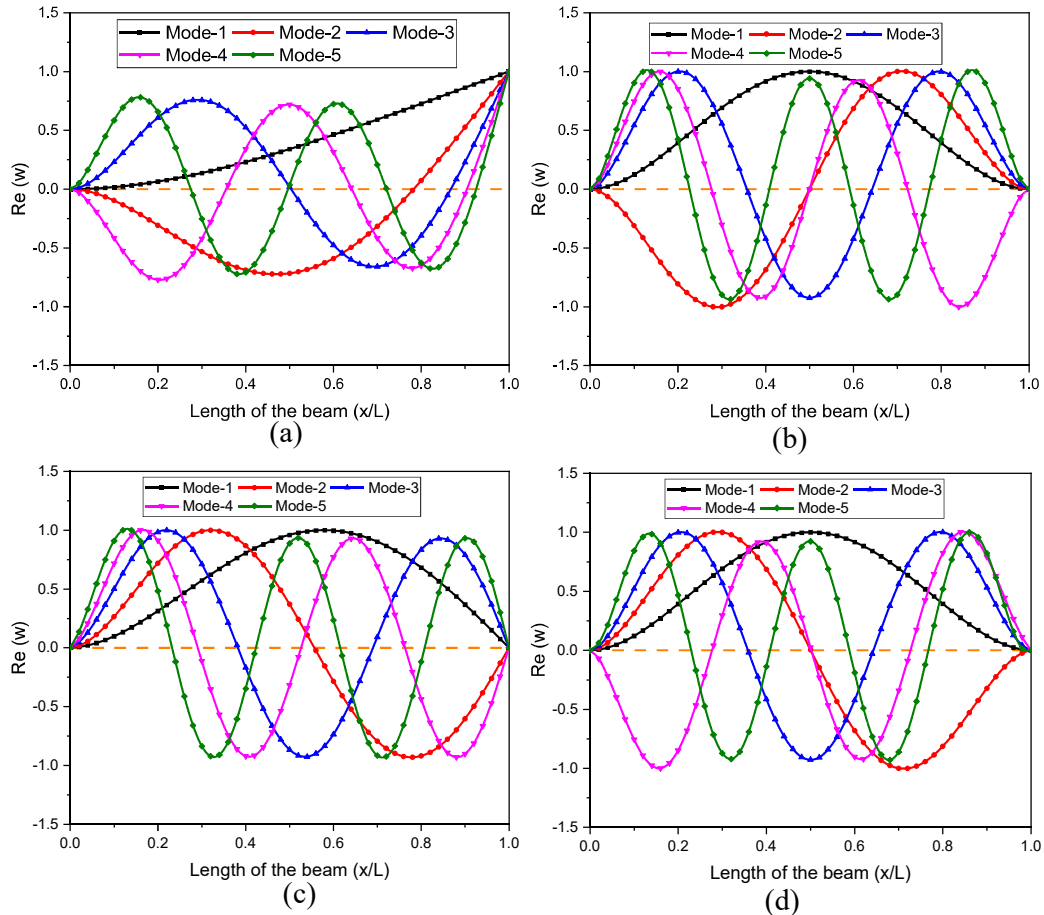 Mode-1 Mode-2 Mode-3
Mode-4 Mode-5
1.5
1.0
0.5
0.0
-0.5
-1.0
-1.5
Re (w)
0.0 0.2 0.4 0.6 0.8 1.0
Length of the beam (x/L)
(a)
Mode-1 Mode-2 Mode-3
Mode-4 Mode-5
1.5
1.0
0.5
0.0
-0.5
-1.0
-1.5
Re (w)
0.0 0.2 0.4 0.6 0.8 1.0
Length of the beam (x/L)
(b)
Mode-1 Mode-2 Mode-3
Mode-4 Mode-5
1.5
1.0
0.5
0.0
-0.5
-1.0
-1.5
Re (w)
0.0 0.2 0.4 0.6 0.8 1.0
Length of the beam (x/L)
(c)
Mode-1 Mode-2 Mode-3
Mode-4 Mode-5
1.5
1.0
0.5
0.0
-0.5
-1.0
-1.5
Re (w)
0.0 0.2 0.4 0.6 0.8 1.0
Length of the beam (x/L)
(d)